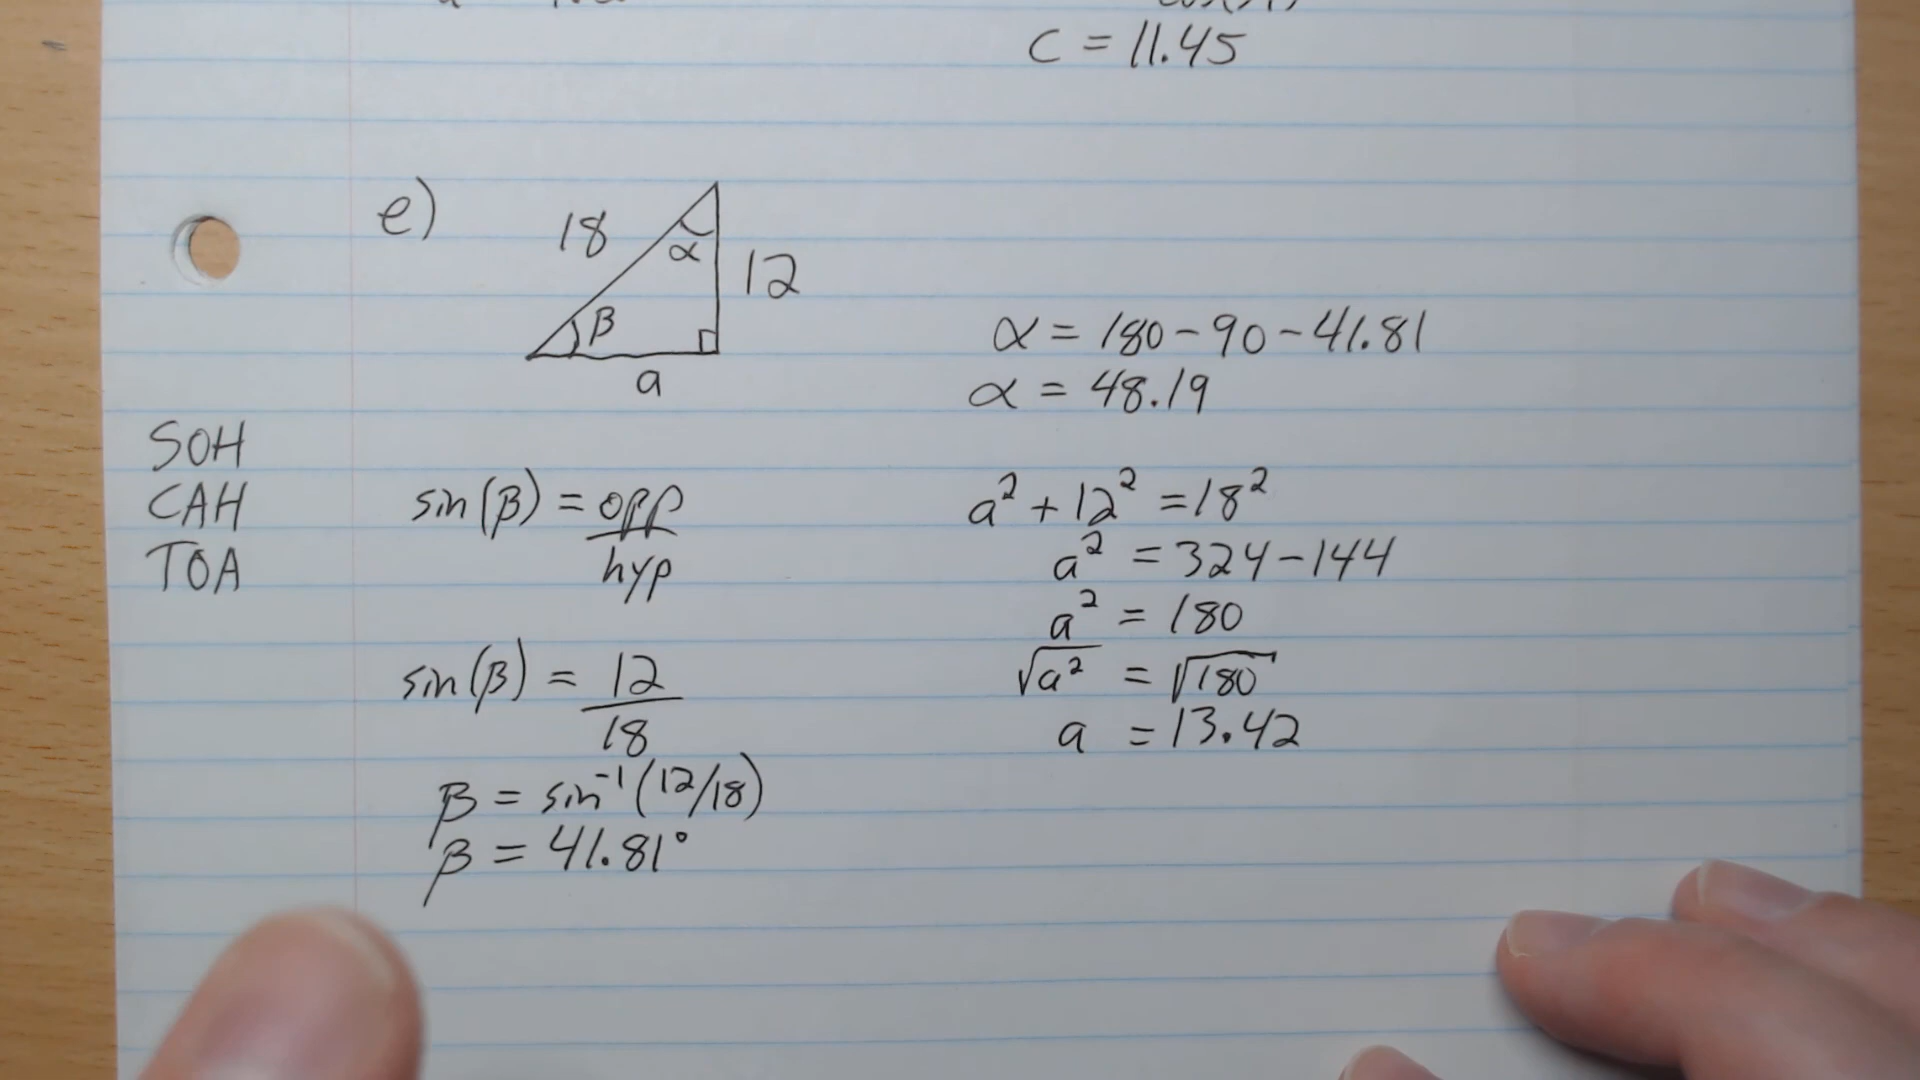 C = 11.45
e)
18
α
12
β
a
SOH
CAH
TOA
sin(β) = opp
hyp
sin(β) = 12
18
β = sin⁻¹(12/18)
β = 41.81°
α = 180 - 90 - 41.81
α = 48.19
a² + 12² = 18²
a² = 324 - 144
a² = 180
√a² = √180
a = 13.42